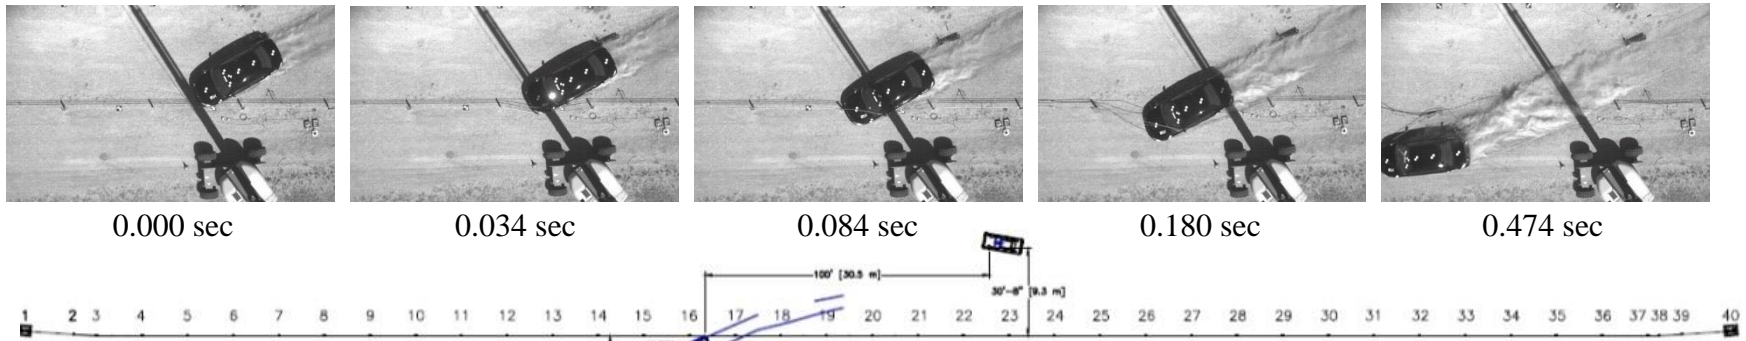 0.000 sec 0.034 sec 0.084 sec 0.180 sec 0.474 sec
100' [30.5 m]
30'-6" [9.3 m]
1 2 3 4 5 6 7 8 9 10 11 12 13 14 15 16 17 18 19 20 21 22 23 24 25 26 27 28 29 30 31 32 33 34 35 36 37 38 39 40